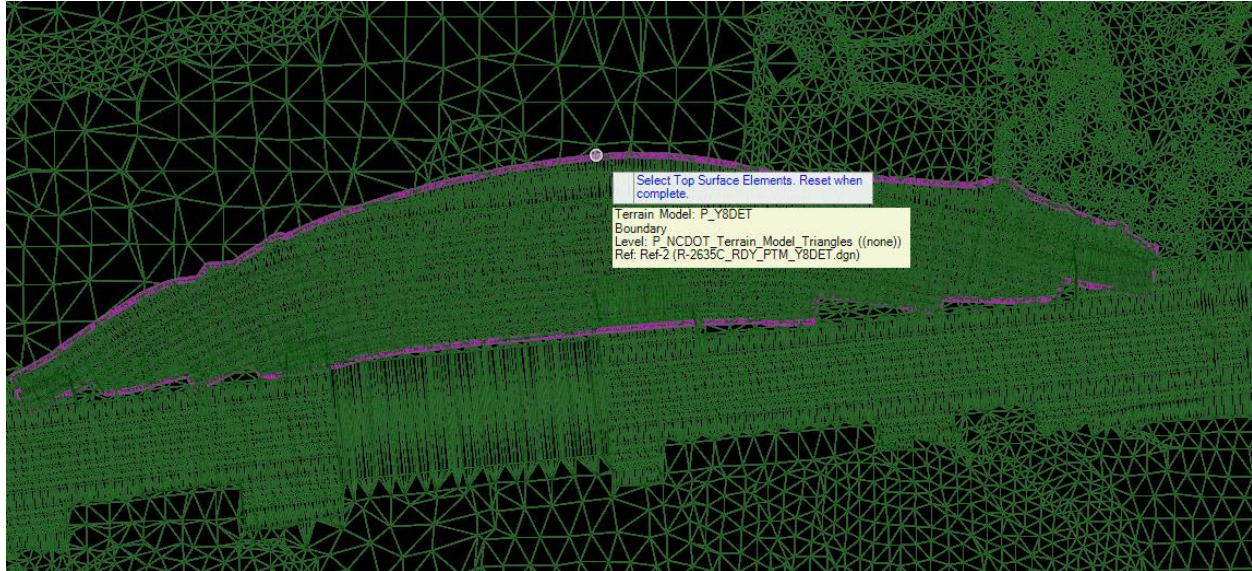 Select Top Surface Elements. Reset when
complete.
Terrain Model: P_Y8DET
Boundary
Level: P_NCDOT_Terrain_Model_Triangles ((none))
Ref: Ref-2 (R-2635C_RDY_PTM_Y8DET.dgn)